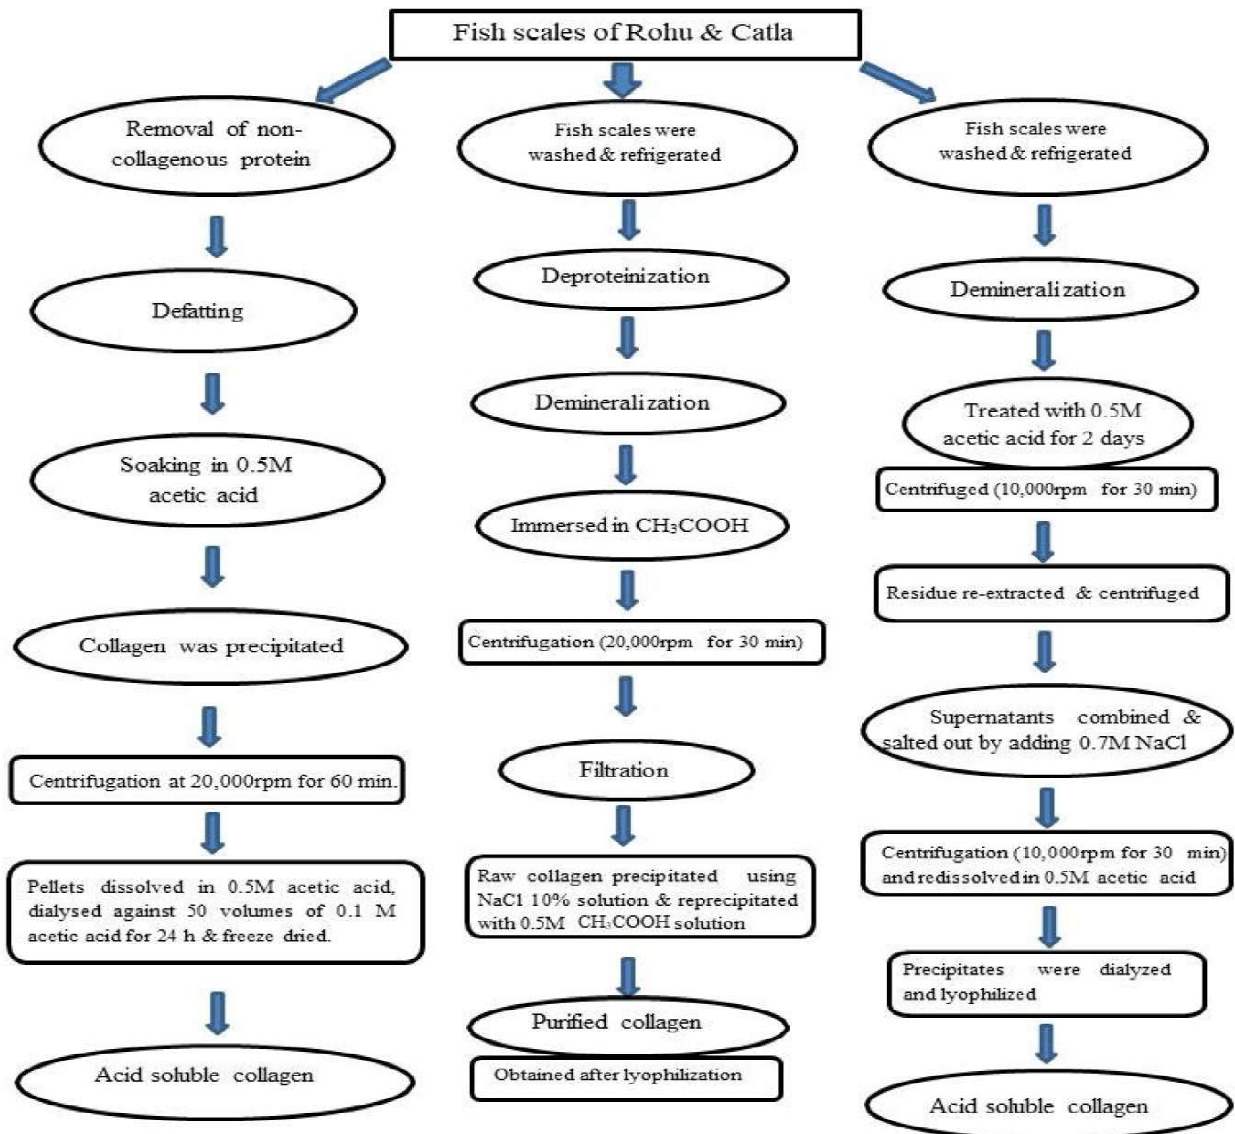 Fish scales of Rohu & Catla
Removal of non-
collagenous protein
Defatting
Soaking in 0.5M
acetic acid
Collagen was precipitated
Centrifugation at 20,000rpm for 60 min.
Pellets dissolved in 0.5M acetic acid,
dialysed against 50 volumes of 0.1 M
acetic acid for 24 h & freeze dried.
Acid soluble collagen
Fish scales were
washed & refrigerated
Deproteinization
Demineralization
Immersed in CH₃COOH
Centrifugation (20,000rpm for 30 min)
Filtration
Raw collagen precipitated using
NaCl 10% solution & reprecipitated
with 0.5M CH₃COOH solution
Purified collagen
Obtained after lyophilization
Fish scales were
washed & refrigerated
Demineralization
Treated with 0.5M
acetic acid for 2 days
Centrifuged (10,000rpm for 30 min)
Residue re-extracted & centrifuged
Supernatants combined &
salted out by adding 0.7M NaCl
Centrifugation (10,000rpm for 30 min)
and redissolved in 0.5M acetic acid
Precipitates were dialyzed
and lyophilized
Acid soluble collagen